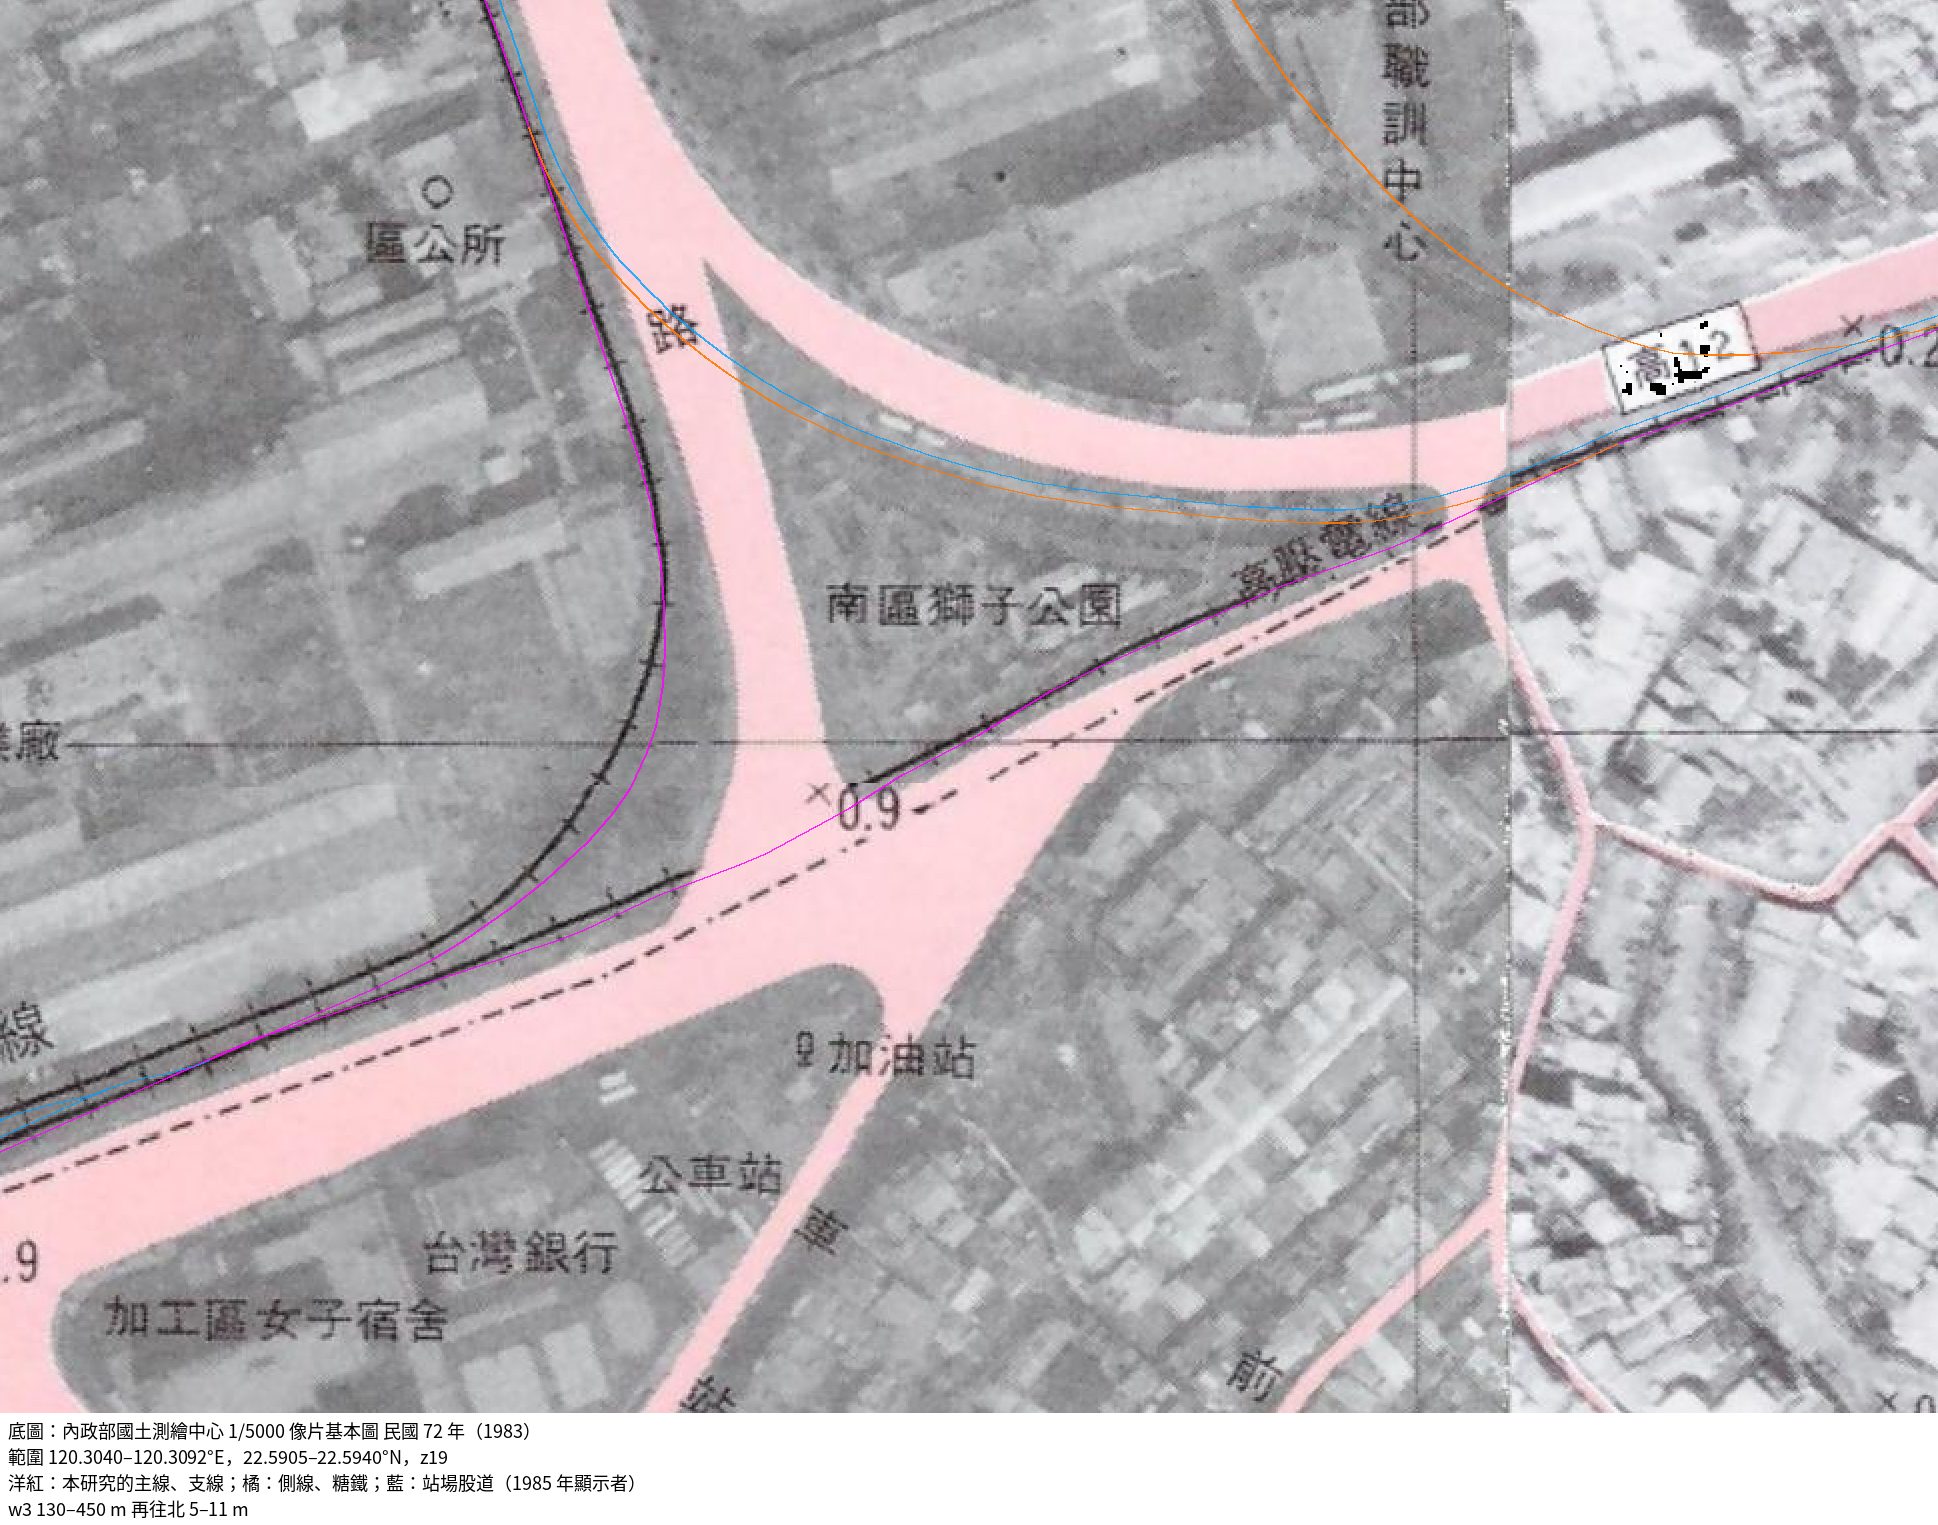 部職訓中心
區公所
路
高12
0.2
高壓電線
南區獅子公園
業廠
0.9
線
加油站
公車站
車
台灣銀行
.9
加工區女子宿舍
前
站
底圖：內政部國土測繪中心 1/5000 像片基本圖 民國 72 年（1983）
範圍 120.3040–120.3092°E，22.5905–22.5940°N，z19
洋紅：本研究的主線、支線；橘：側線、糖鐵；藍：站場股道（1985 年顯示者）
w3 130–450 m 再往北 5–11 m